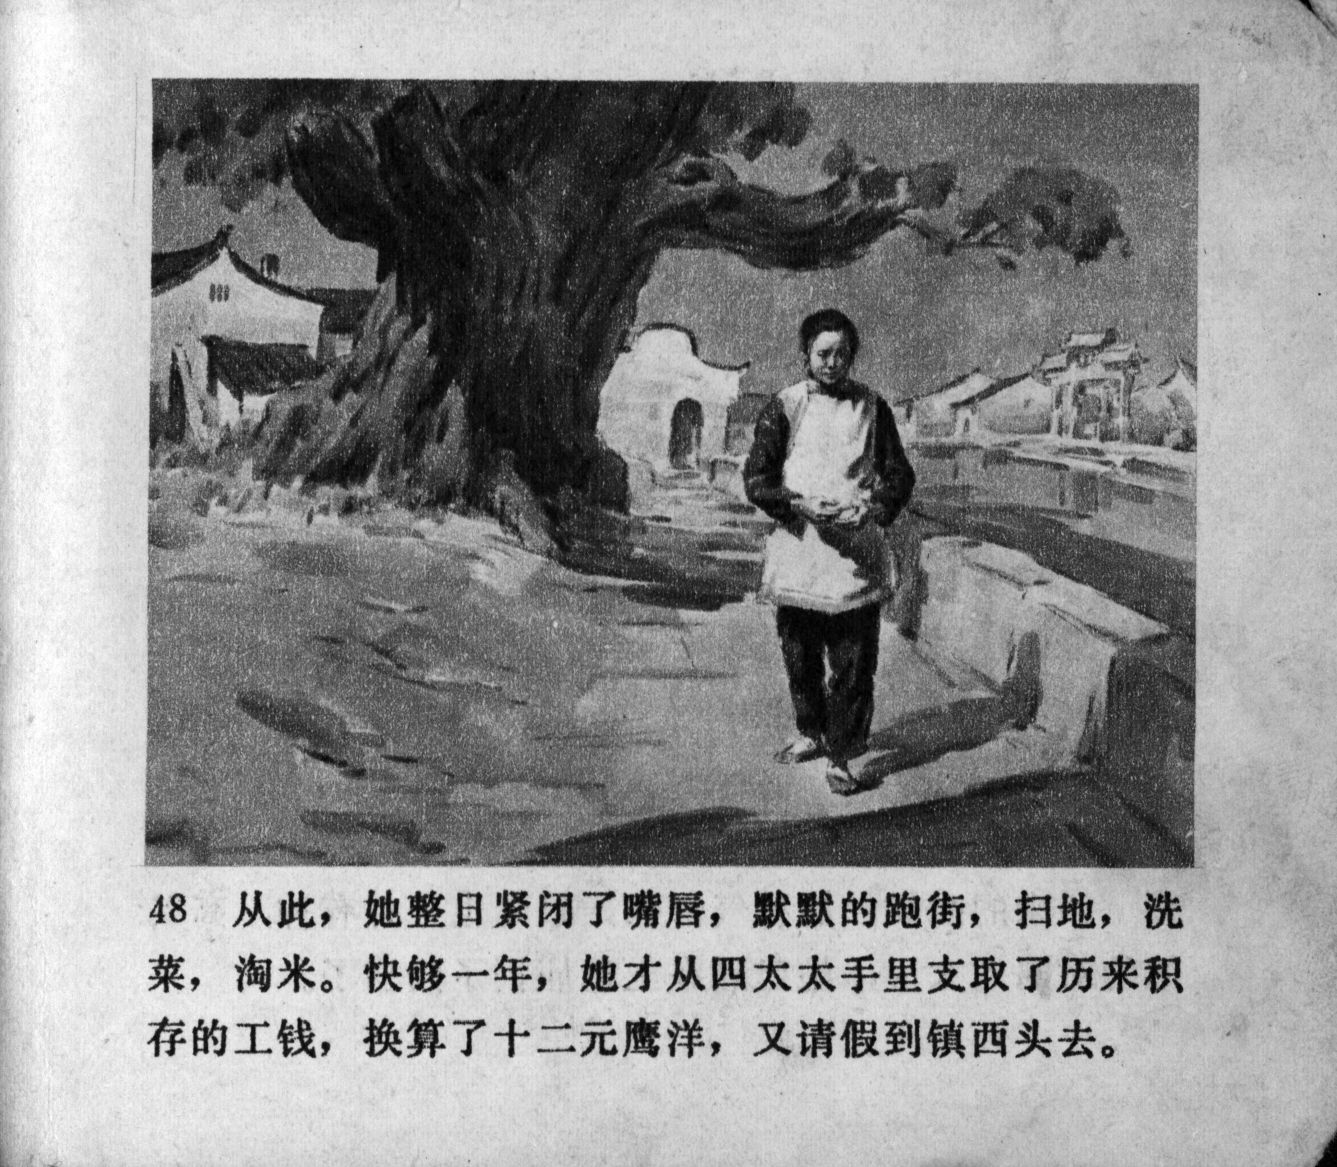 48 从此，她整日紧闭了嘴唇，默默的跑街，扫地，洗
菜，淘米。快够一年，她才从四太太手里支取了历来积
存的工钱，换算了十二元鹰洋，又请假到镇西头去。